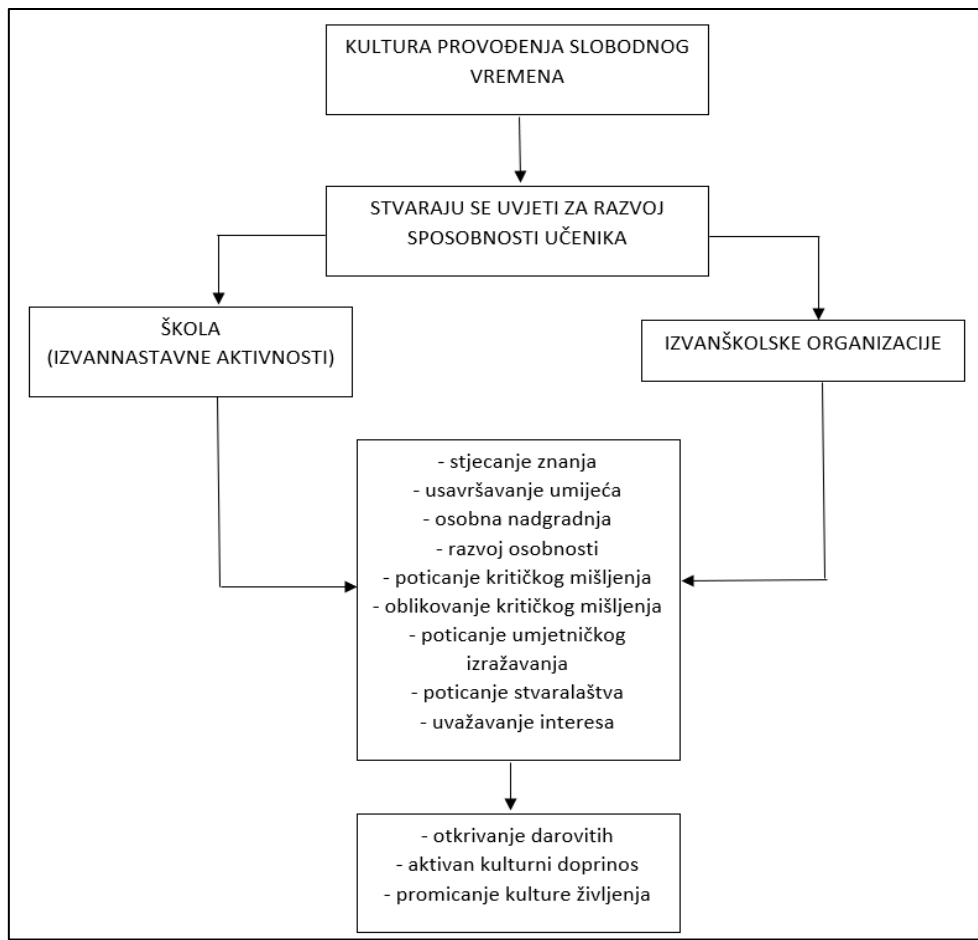 KULTURA PROVOĐENJA SLOBODNOG
VREMENA
STVARAJU SE UVJETI ZA RAZVOJ
SPOSOBNOSTI UČENIKA
ŠKOLA
(IZVANNASTAVNE AKTIVNOSTI)
IZVANŠKOLSKE ORGANIZACIJE
- stjecanje znanja
- usavršavanje umijeća
- osobna nadgradnja
- razvoj osobnosti
- poticanje kritičkog mišljenja
- oblikovanje kritičkog mišljenja
- poticanje umjetničkog
izražavanja
- poticanje stvaralaštva
- uvažavanje interesa
- otkrivanje darovitih
- aktivan kulturni doprinos
- promicanje kulture življenja